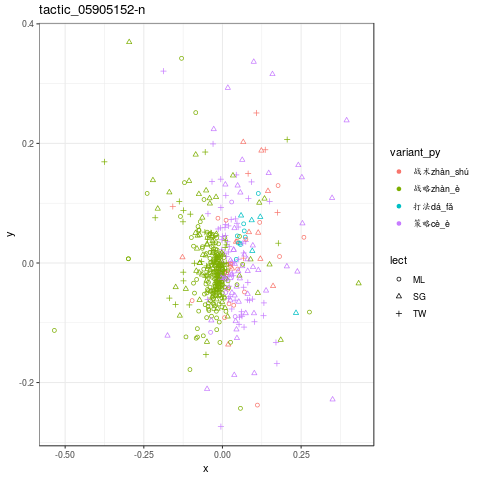 tactic_05905152-n
0.4
0.2
0.0
-0.2
y
-0.50
-0.25
0.00
0.25
x
variant_py
战术zhàn_shú
战略zhàn_è
打法dá_fǎ
策略cè_è
lect
ML
SG
TW